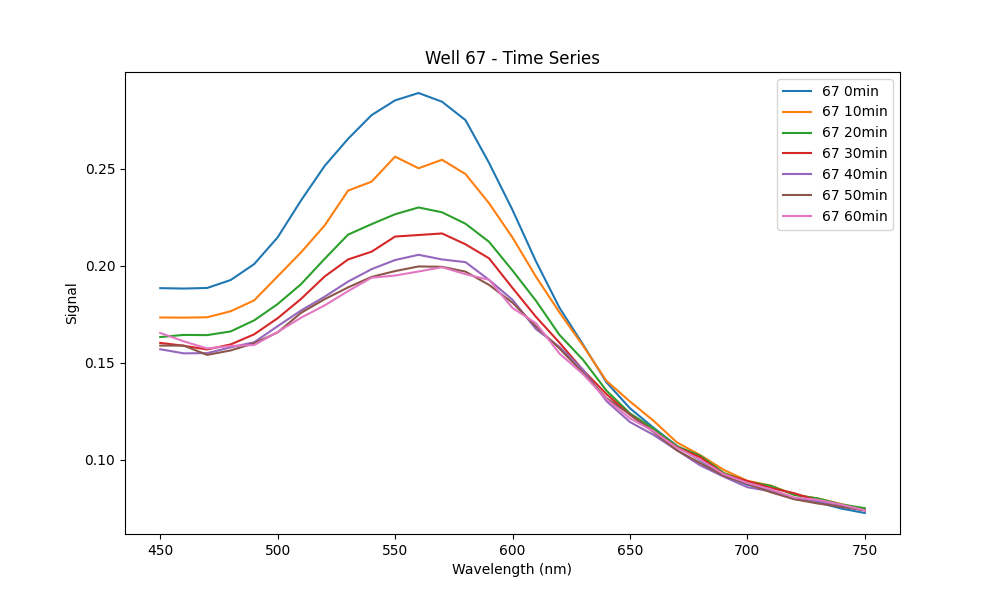 Well 67 - Time Series
67 0min
67 10min
67 20min
67 30min
67 40min
67 50min
67 60min
Signal
0.25
0.20
0.15
0.10
450 500 550 600 650 700 750
Wavelength (nm)